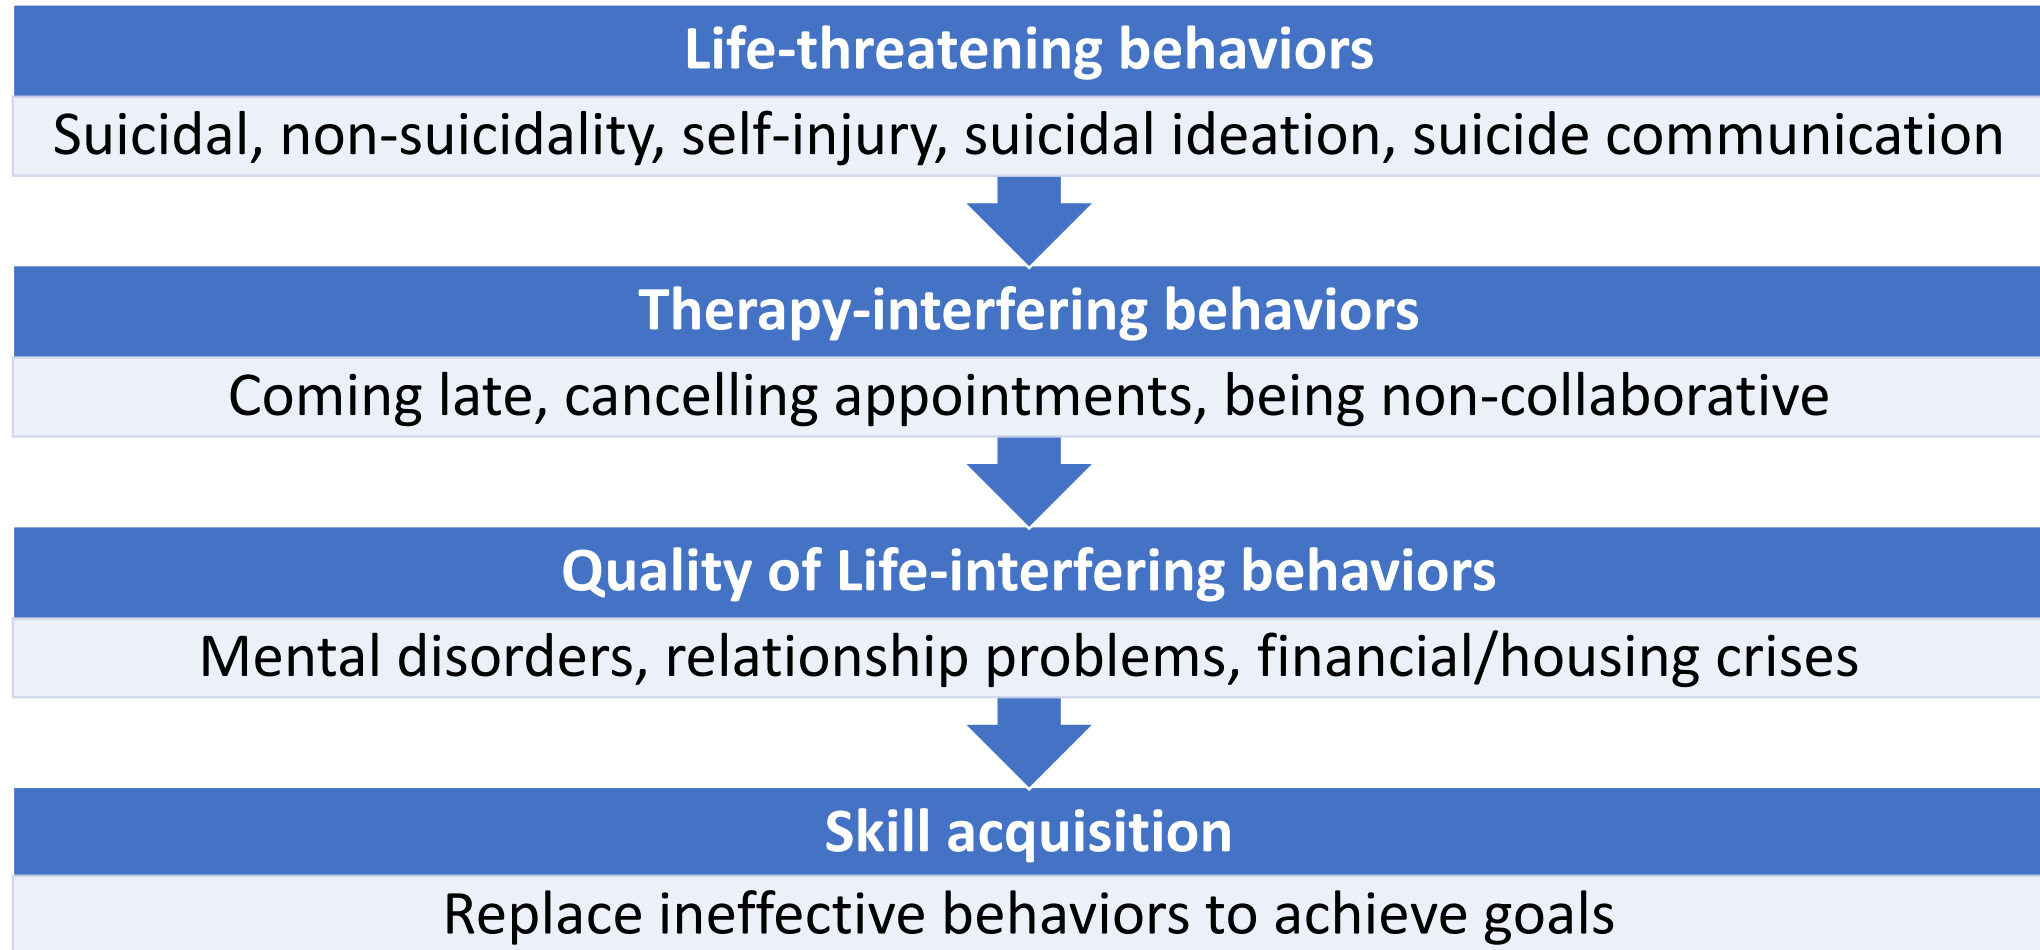 Life-threatening behaviors
Suicidal, non-suicidality, self-injury, suicidal ideation, suicide communication
Therapy-interfering behaviors
Coming late, cancelling appointments, being non-collaborative
Quality of Life-interfering behaviors
Mental disorders, relationship problems, financial/housing crises
Skill acquisition
Replace ineffective behaviors to achieve goals